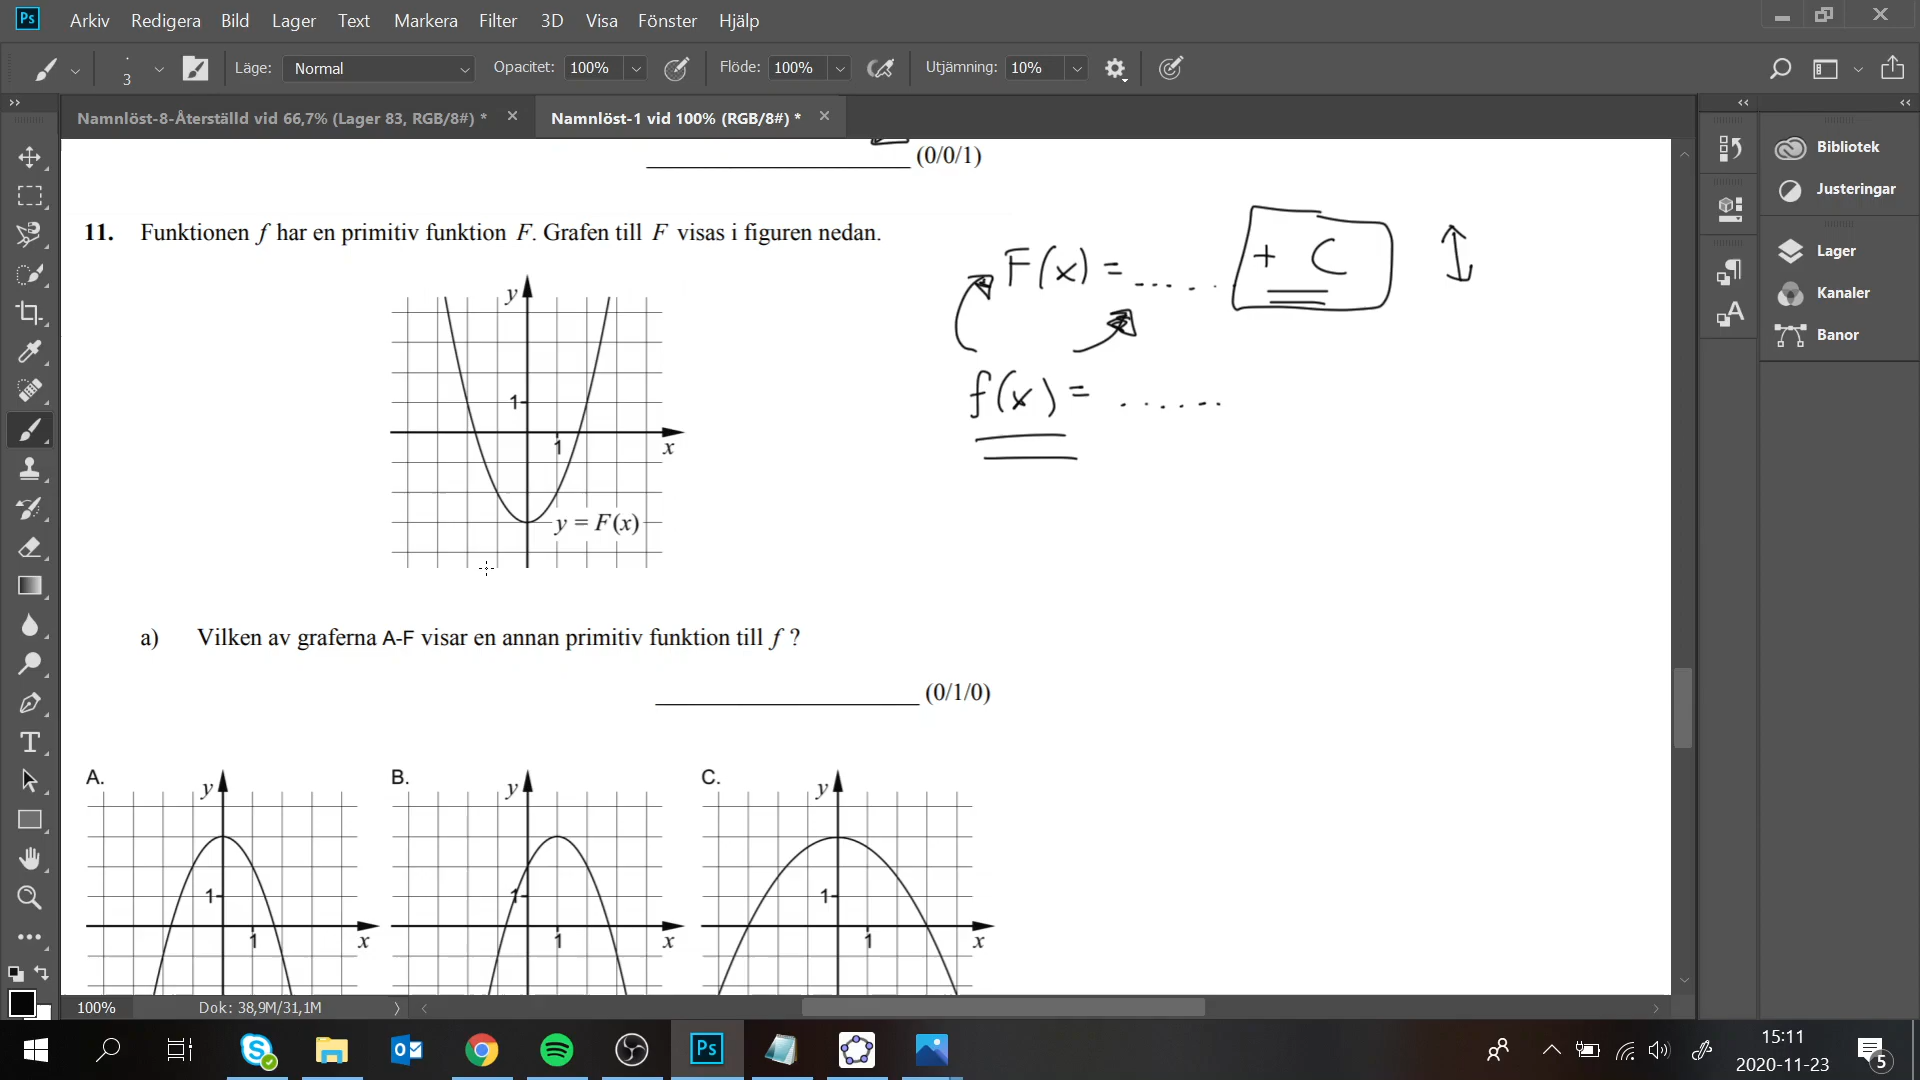 Ps Arkiv Redigera Bild Lager Text Markera Filter 3D Visa Fönster Hjälp
3 Läge: Normal Opacitet: 100% Flöde: 100% Utjämning: 10%
Namnlöst-8-Återställd vid 66,7% (Lager 83, RGB/8#) *
Namnlöst-1 vid 100% (RGB/8#) *
(0/0/1)
11. Funktionen f har en primitiv funktion F. Grafen till F visas i figuren nedan.
F(x) = ..... + C
f(x) = ......
y
1
1
x
y = F(x)
a) Vilken av graferna A-F visar en annan primitiv funktion till f ?
(0/1/0)
A.
y
1
1
x
B.
y
1
1
x
C.
y
1
1
x
Bibliotek
Justeringar
Lager
Kanaler
Banor
100% Dok: 38,9M/31,1M
Ps
15:11
2020-11-23
5